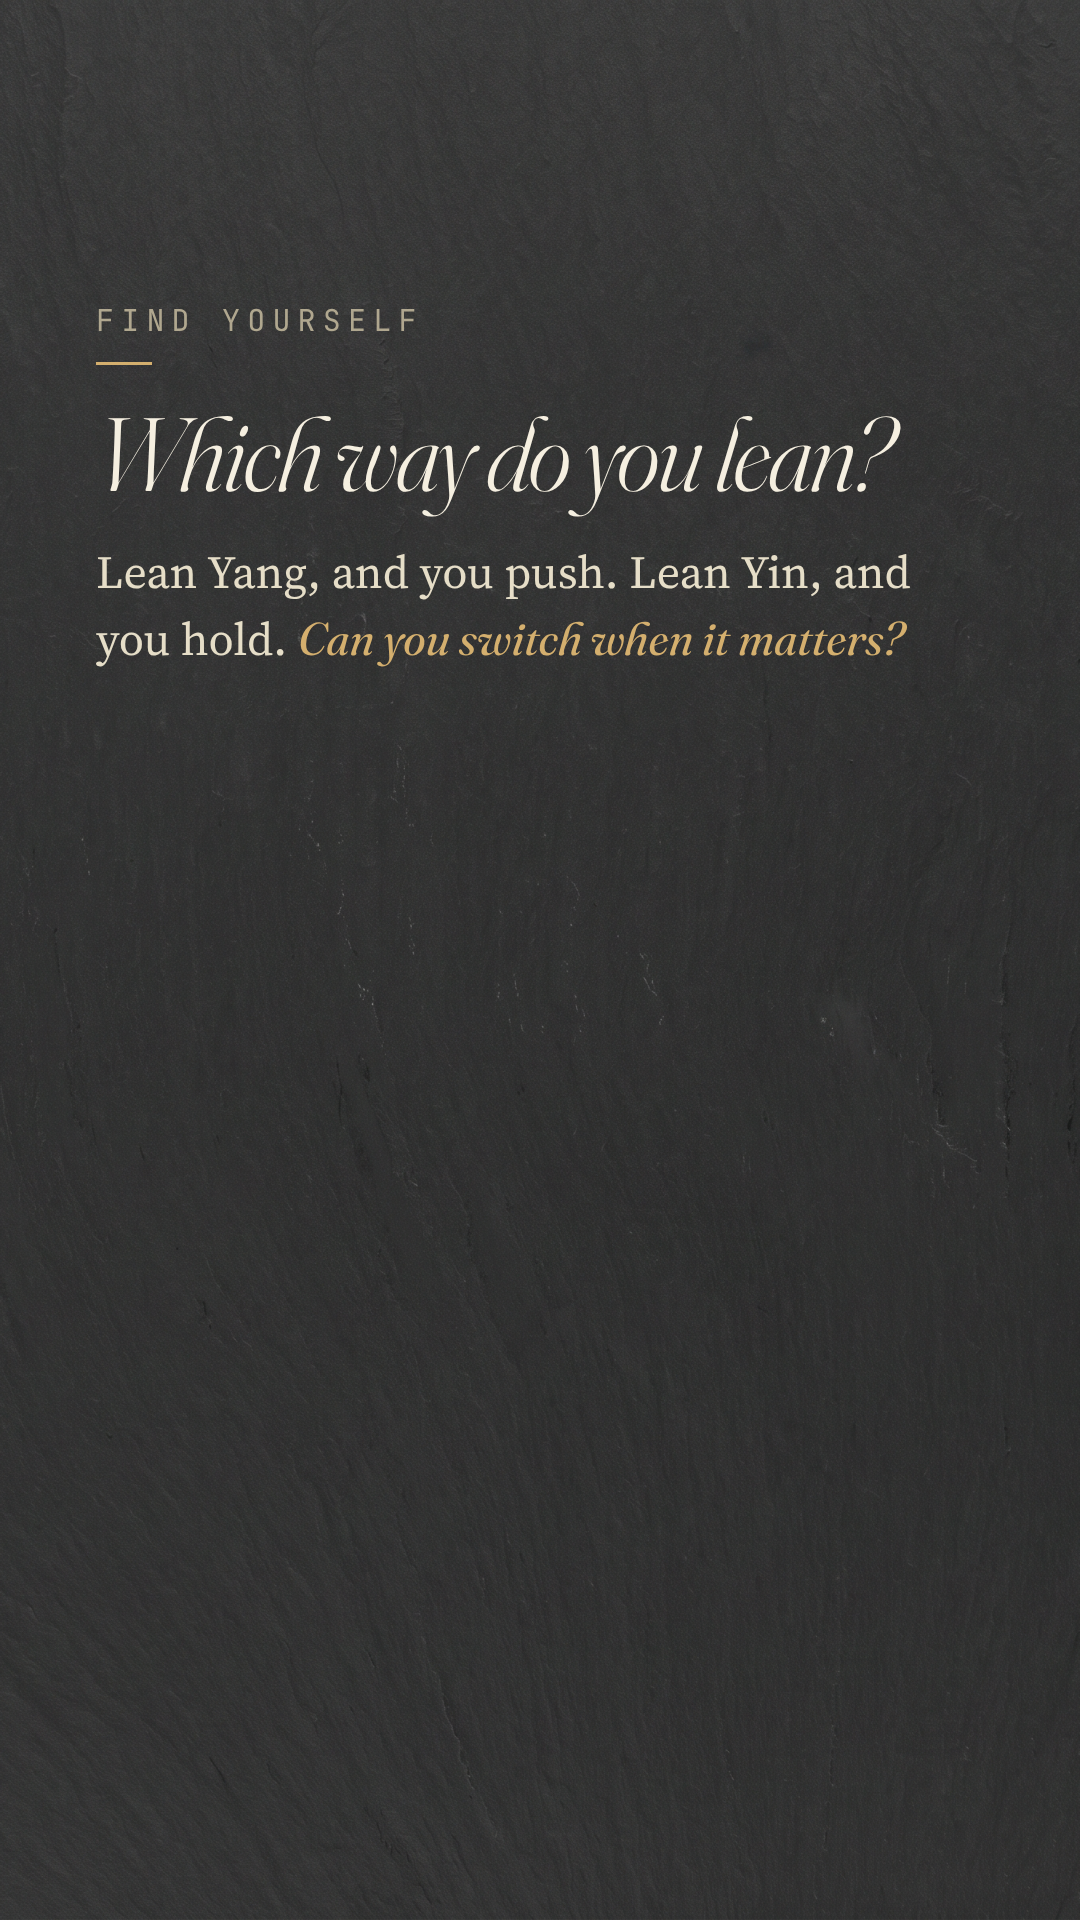 FIND YOURSELF
Which way do you lean?
Lean Yang, and you push. Lean Yin, and
you hold. Can you switch when it matters?